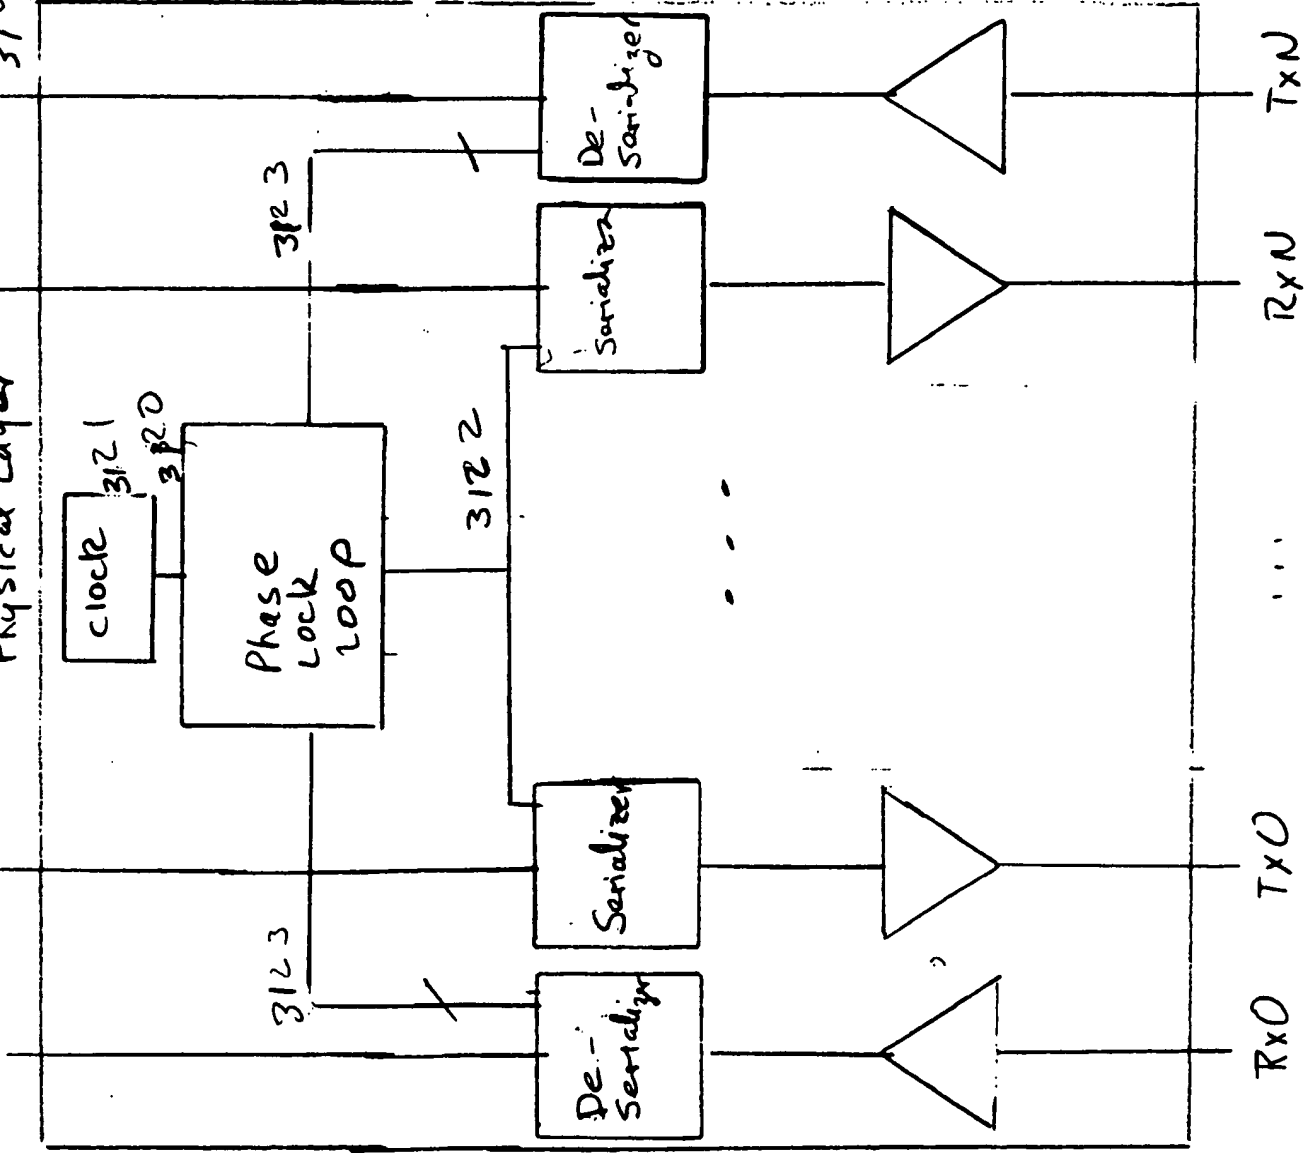 Physical Layer
Clock
3121
3120
Phase
Lock
Loop
3123
3123
3122
De-
Serializer
Serializer
Serializer
De-
Serializer
...
...
RxO
TxO
RxN
TxN